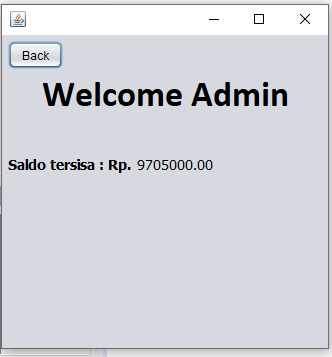 Back
Welcome Admin
Saldo tersisa : Rp. 9705000.00